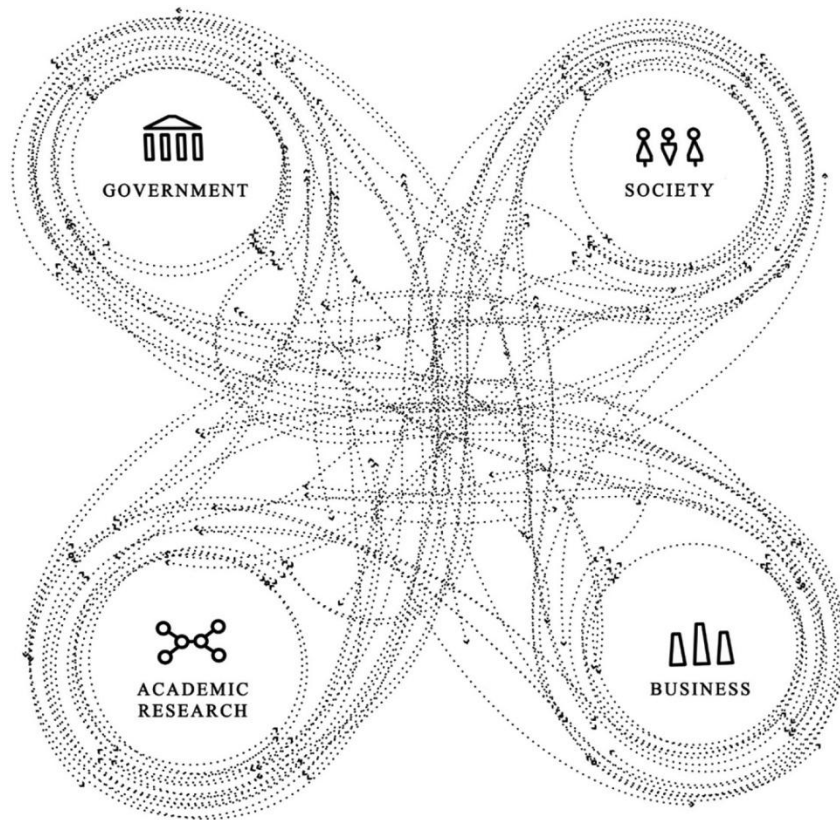 GOVERNMENT
SOCIETY
ACADEMIC
RESEARCH
BUSINESS